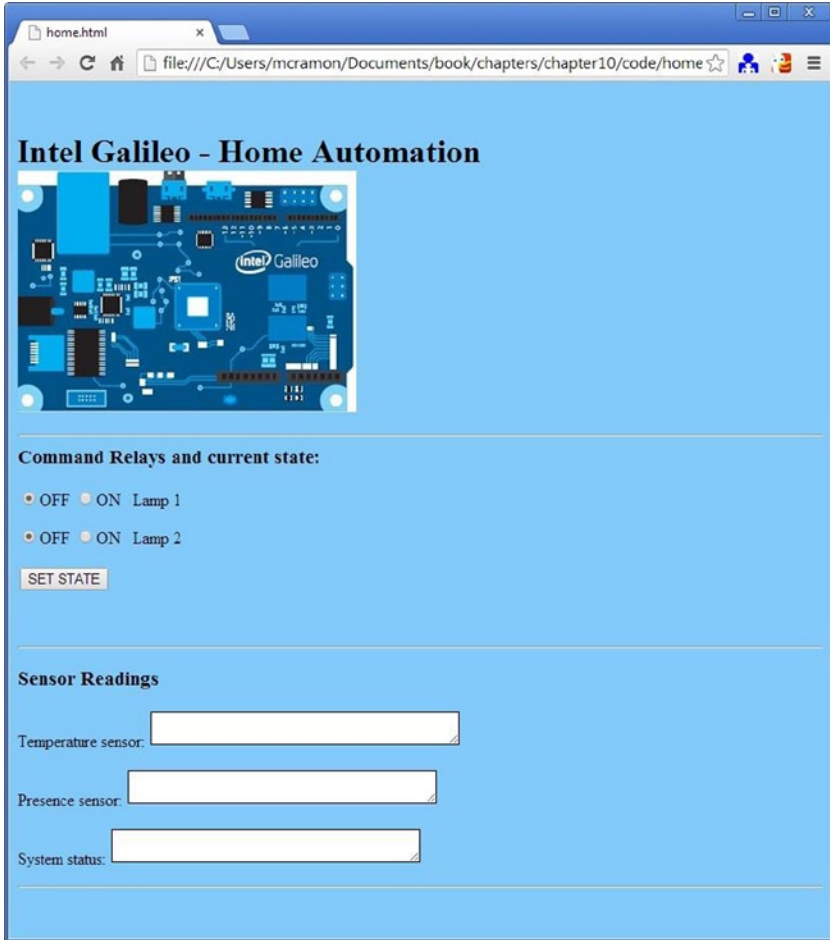 home.html
file:///C:/Users/mcramon/Documents/book/chapters/chapter10/code/home
Intel Galileo - Home Automation
intel Galileo
Command Relays and current state:
OFF ON Lamp 1
OFF ON Lamp 2
SET STATE
Sensor Readings
Temperature sensor:
Presence sensor:
System status: